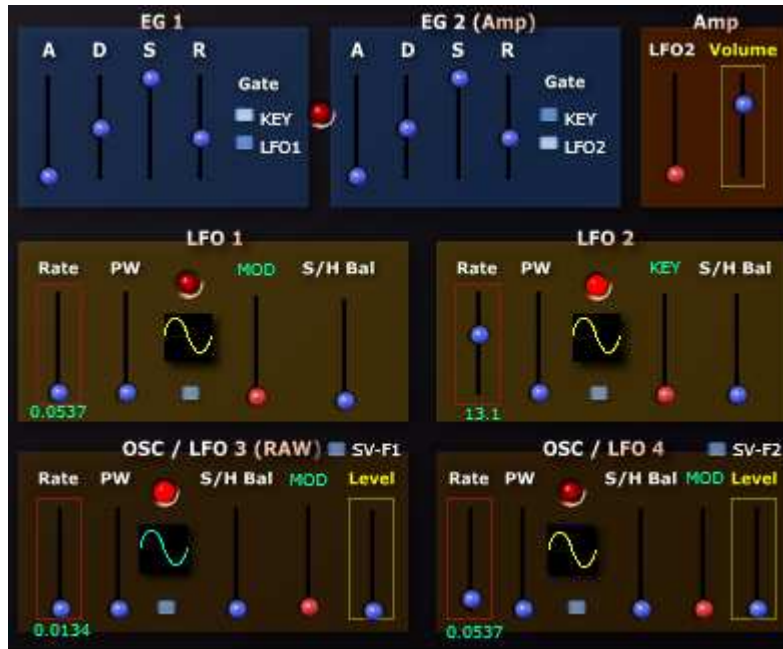 EG 1
A D S R
Gate
KEY
LFO1
EG 2 (Amp)
A D S R
Gate
KEY
LFO2
Amp
LFO2 Volume
LFO 1
Rate PW MOD S/H Bal
0.0537
LFO 2
Rate PW KEY S/H Bal
13.1
OSC / LFO 3 (RAW) SV-F1
Rate PW S/H Bal MOD Level
0.0134
OSC / LFO 4 SV-F2
Rate PW S/H Bal MOD Level
0.0537